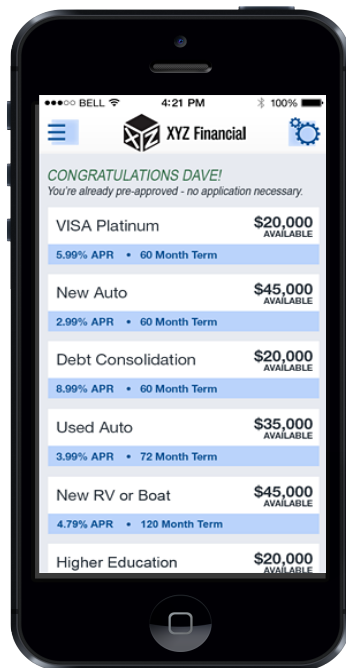 BELL 4:21 PM 100%
XYZ XYZ Financial
CONGRATULATIONS DAVE!
You're already pre-approved - no application necessary.
VISA Platinum $20,000
AVAILABLE
5.99% APR • 60 Month Term
New Auto $45,000
AVAILABLE
2.99% APR • 60 Month Term
Debt Consolidation $20,000
AVAILABLE
8.99% APR • 60 Month Term
Used Auto $35,000
AVAILABLE
3.99% APR • 72 Month Term
New RV or Boat $45,000
AVAILABLE
4.79% APR • 120 Month Term
Higher Education $20,000
AVAILABLE